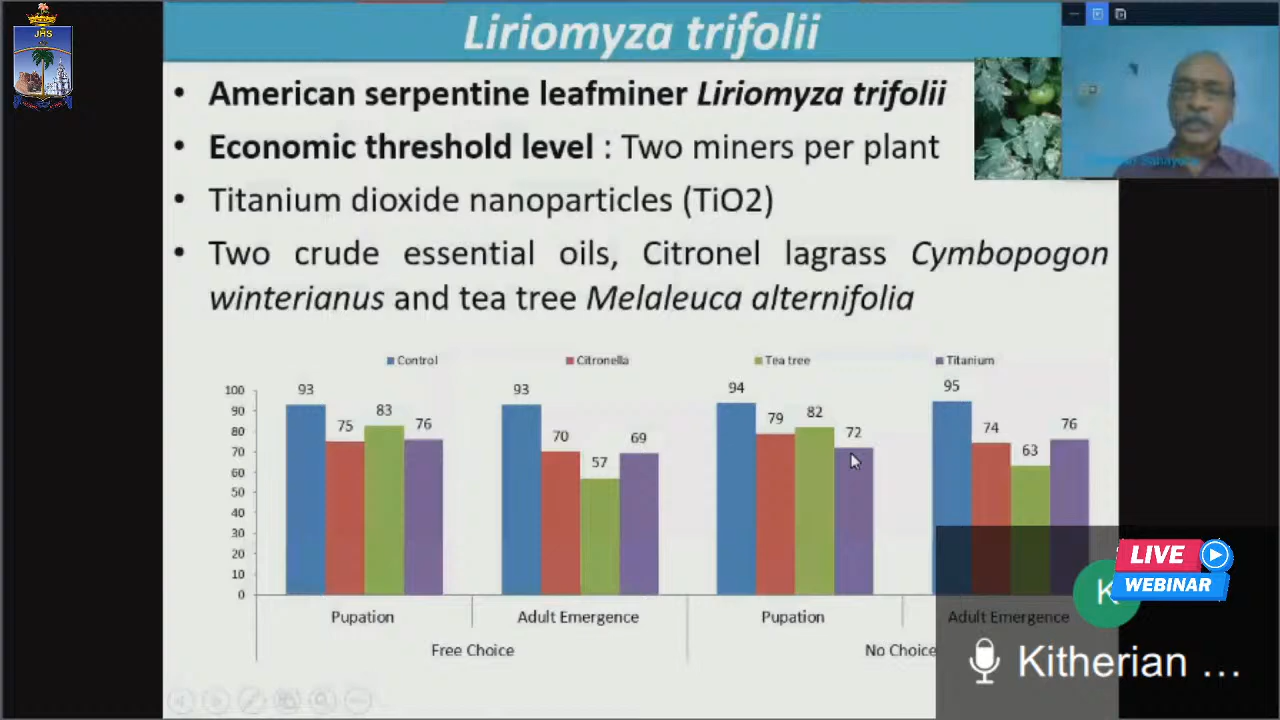 JHS
Liriomyza trifolii
• American serpentine leafminer Liriomyza trifolii
• Economic threshold level : Two miners per plant
• Titanium dioxide nanoparticles (TiO2)
• Two crude essential oils, Citronel lagrass Cymbopogon
winterianus and tea tree Melaleuca alternifolia
Control Citronella Tea tree Titanium
100
90
80
70
60
50
40
30
20
10
0
93 75 83 76
93 70 57 69
94 79 82 72
95 74 63 76
Pupation Adult Emergence Pupation Adult Emergence
Free Choice No Choice
LIVE
WEBINAR
K
Kitherian ...